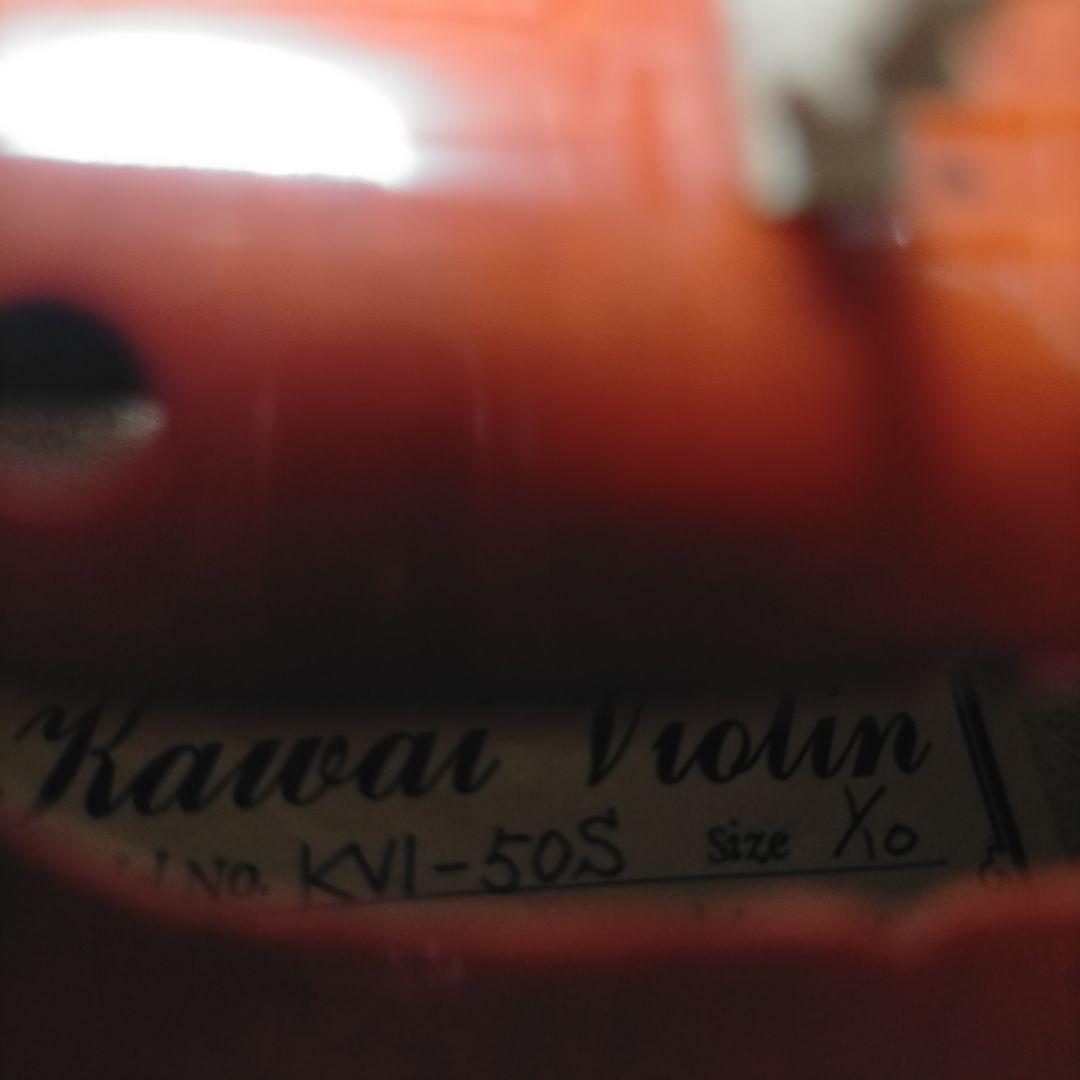 Kawai Violin
No. KVI-50S size 1/10